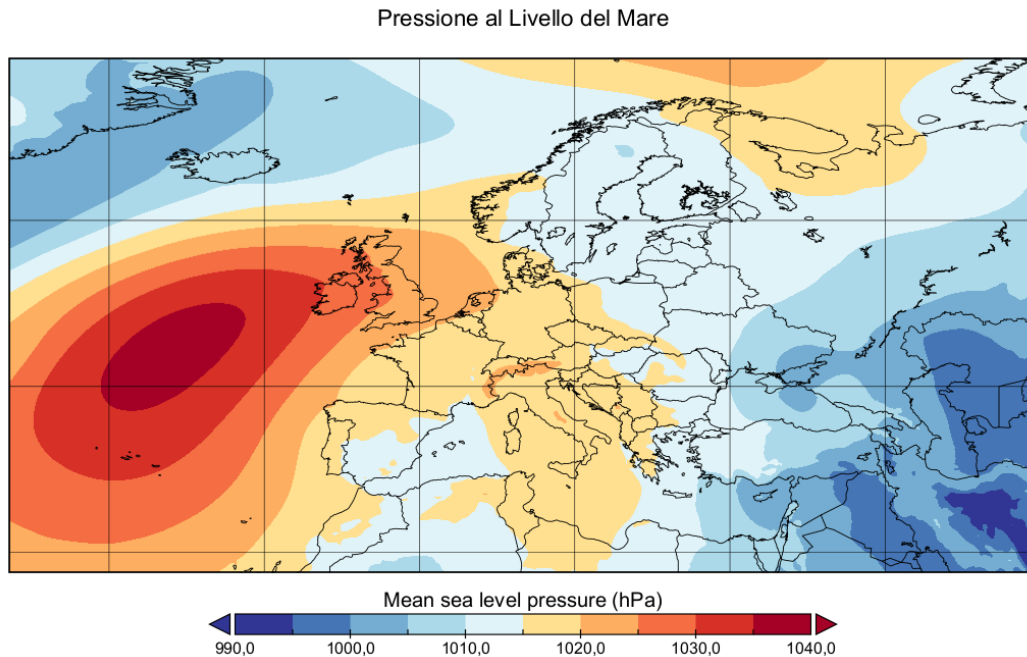 Pressione al Livello del Mare
Mean sea level pressure (hPa)
990,0 1000,0 1010,0 1020,0 1030,0 1040,0